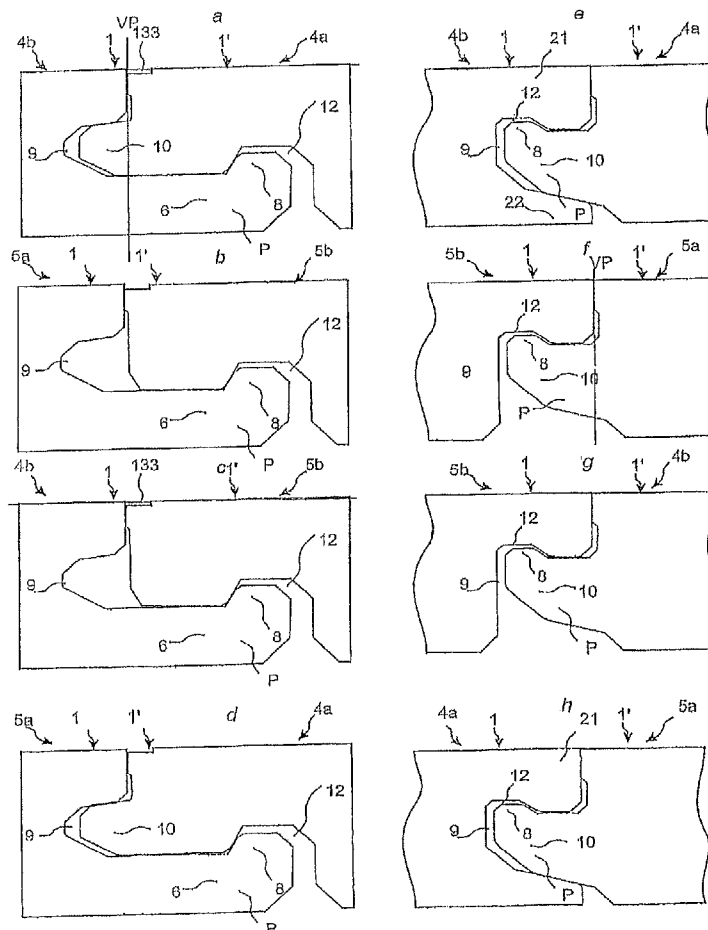 VP a
4b 1 133 1' 4a
12
9 10
6 8
P
5a 1 1' b 5b
12
9
6 8
P
4b 1 133 c 1' 5b
12
9
6 8
P
5a 1 1' d 4a
12
9 10
6 8
P
e
4b 1 21 1' 4a
12
9 8 10
22 P
5b 1 f VP 1' 5a
12
9 8 10
P
5b 1 g 1' 4b
12
9 8 10
P
h
4a 1 21 1' 5a
12
9 8 10
P